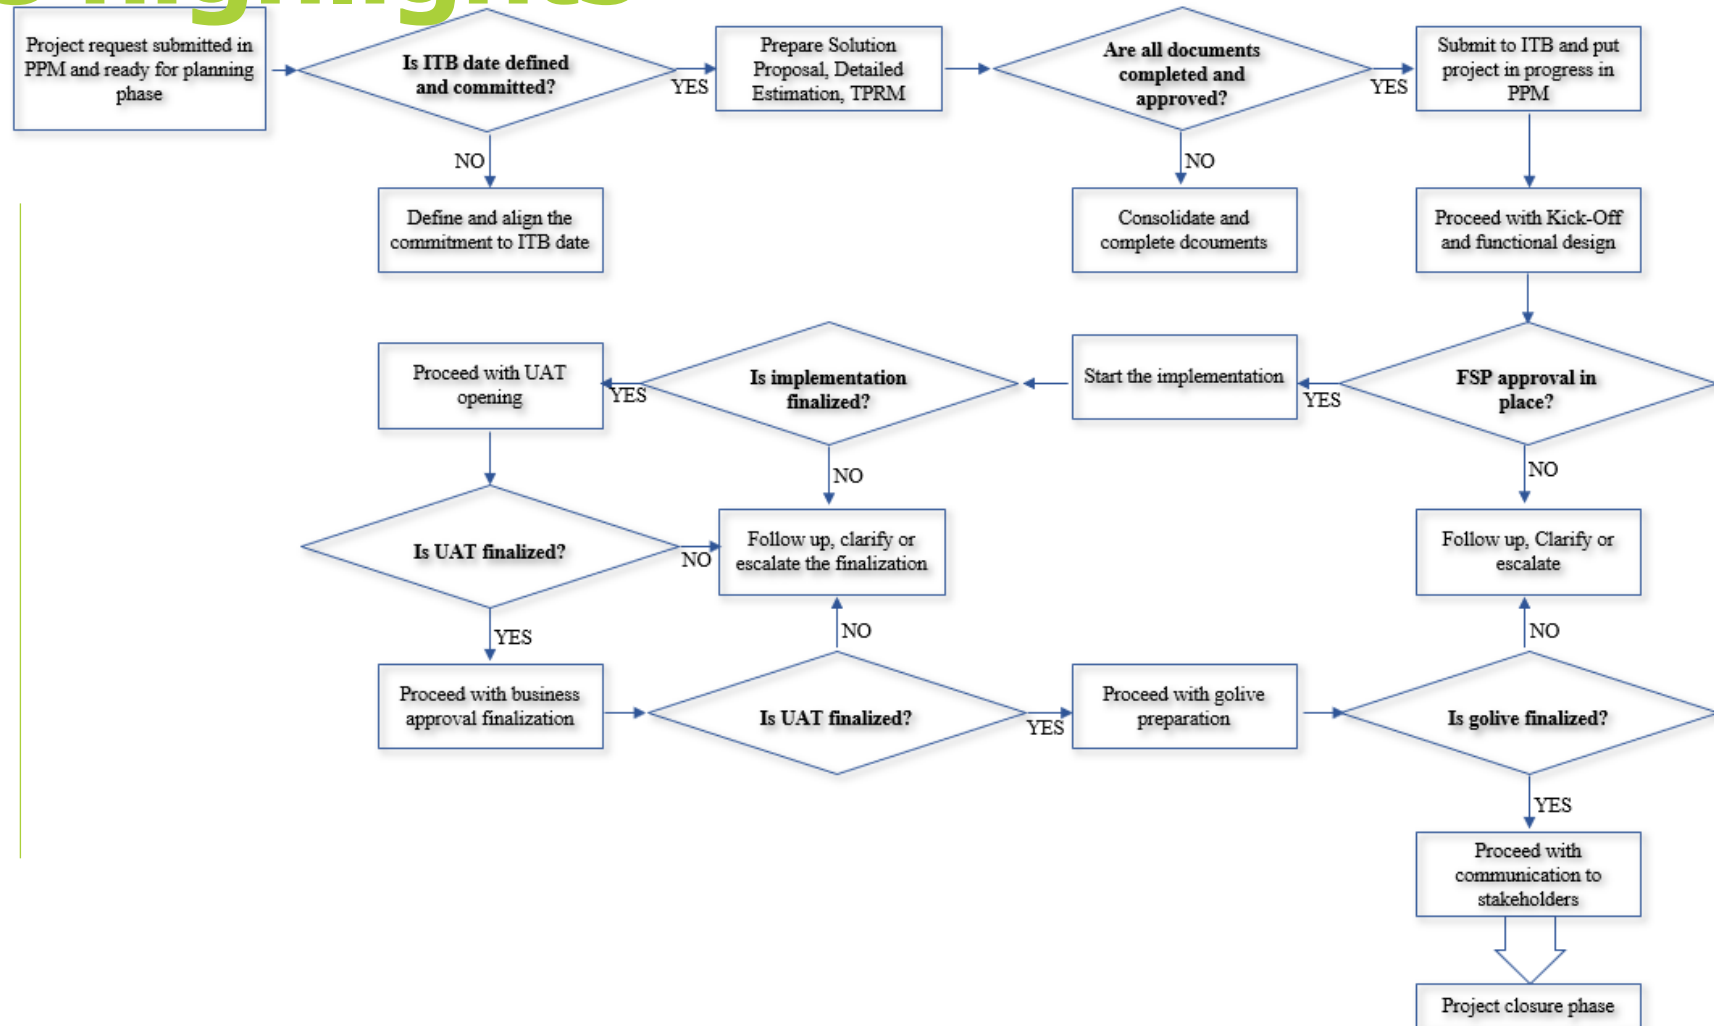 highlights
Project request submitted in
PPM and ready for planning
phase
Is ITB date defined
and committed?
YES
NO
Prepare Solution
Proposal, Detailed
Estimation, TPRM
Are all documents
completed and
approved?
YES
NO
Submit to ITB and put
project in progress in
PPM
Define and align the
commitment to ITB date
Consolidate and
complete dcouments
Proceed with Kick-Off
and functional design
FSP approval in
place?
YES
NO
Start the implementation
Is implementation
finalized?
YES
NO
Proceed with UAT
opening
Is UAT finalized?
NO
YES
Follow up, clarify or
escalate the finalization
Follow up, Clarify or
escalate
Proceed with business
approval finalization
Is UAT finalized?
NO
YES
Proceed with golive
preparation
Is golive finalized?
NO
YES
Proceed with
communication to
stakeholders
Project closure phase